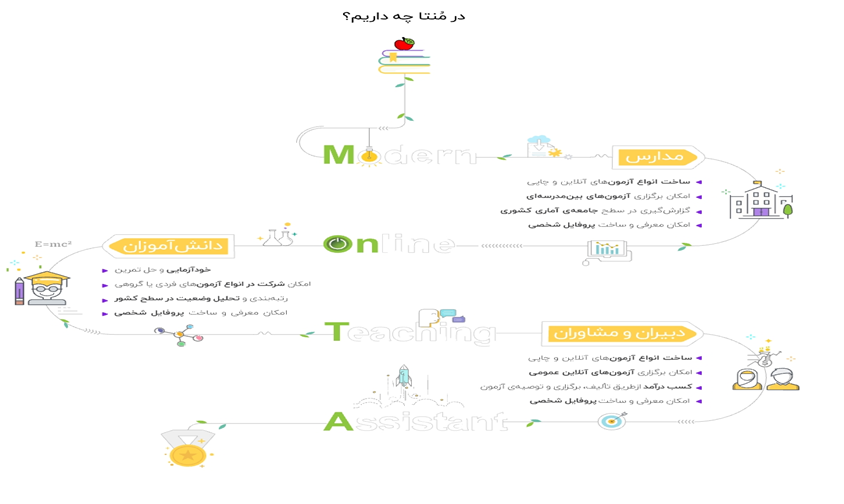 در مُنتا چه داریم؟
Modern
مدارس
ساخت انواع آزمون‌های آنلاین و چاپی
امکان برگزاری آزمون‌های بین‌مدرسه‌ای
گزارش‌گیری در سطح جامعه‌ی آماری کشوری
امکان معرفی و ساخت پروفایل شخصی
Online
دانش‌آموزان
E=mc²
خودآزمایی و حل تمرین
امکان شرکت در انواع آزمون‌های فردی یا گروهی
رتبه‌بندی و تحلیل وضعیت در سطح کشور
امکان معرفی و ساخت پروفایل شخصی
Teaching
دبیران و مشاوران
ساخت انواع آزمون‌های آنلاین و چاپی
امکان برگزاری آزمون‌های آنلاین عمومی
کسب درآمد ازطریق تألیف، برگزاری و توصیه‌ی آزمون
امکان معرفی و ساخت پروفایل شخصی
Assistant